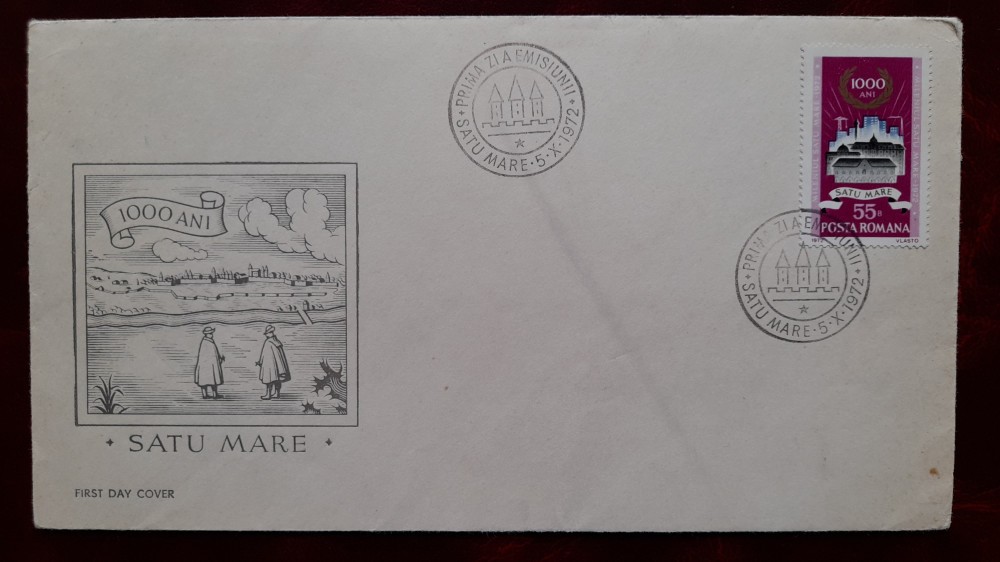 PRIMA ZI A EMISIUNII
SATU MARE·5·X·1972
1000
ANI
SATU MARE
55 B
POSTA ROMANA
VLASTO
PRIMA ZI A EMISIUNII
SATU MARE·5·X·1972
1000 ANI
SATU MARE
FIRST DAY COVER